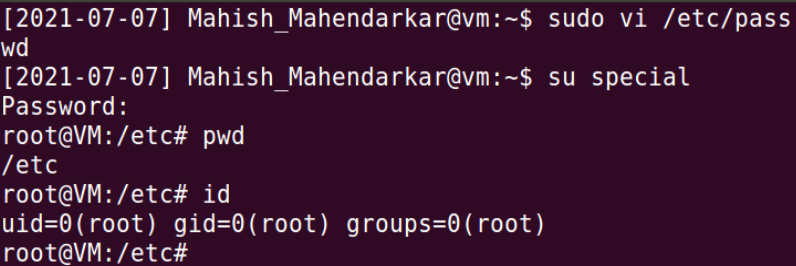 [2021-07-07] Mahish_Mahendarkar@vm:~$ sudo vi /etc/pass
wd
[2021-07-07] Mahish_Mahendarkar@vm:~$ su special
Password:
root@VM:/etc# pwd
/etc
root@VM:/etc# id
uid=0(root) gid=0(root) groups=0(root)
root@VM:/etc#